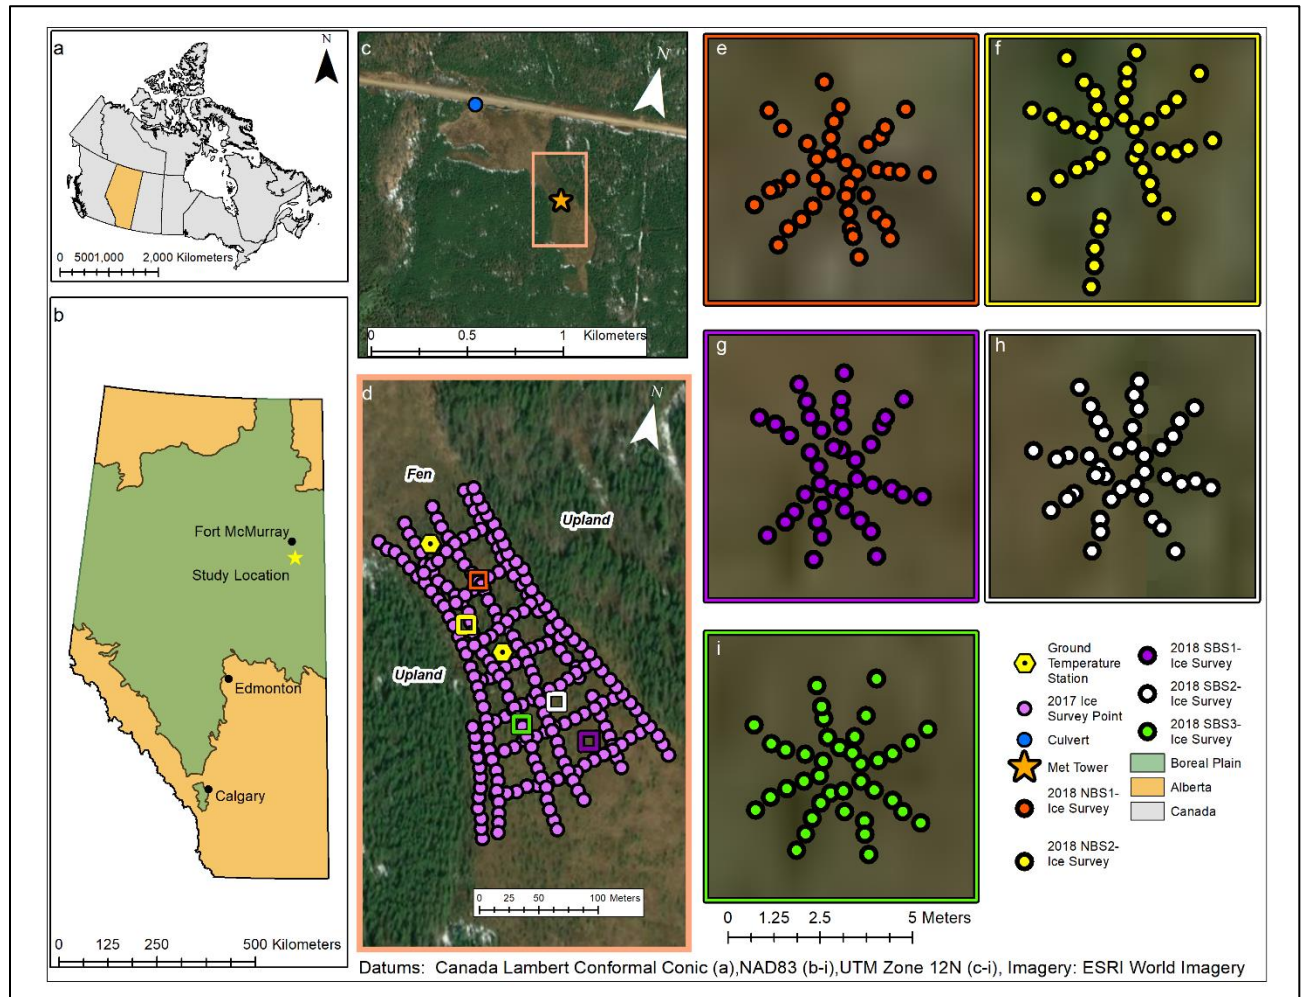 a
N
0 5001,000 2,000 Kilometers
b
Fort McMurray
Study Location
Edmonton
Calgary
0 125 250 500 Kilometers
c
N
0 0.5 1 Kilometers
d
N
Fen
Upland
Upland
0 25 50 100 Meters
e
f
g
h
i
0 1.25 2.5 5 Meters
Ground
Temperature
Station
2017 Ice
Survey Point
Culvert
Met Tower
2018 NBS1-
Ice Survey
2018 NBS2-
Ice Survey
2018 SBS1-
Ice Survey
2018 SBS2-
Ice Survey
2018 SBS3-
Ice Survey
Boreal Plain
Alberta
Canada
Datums: Canada Lambert Conformal Conic (a),NAD83 (b-i),UTM Zone 12N (c-i), Imagery: ESRI World Imagery